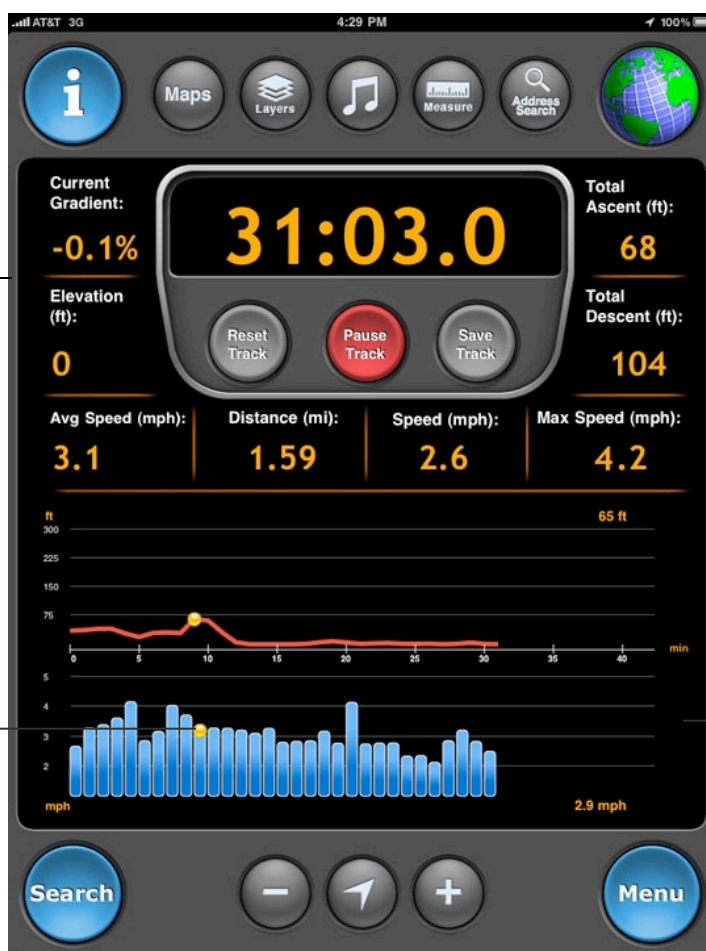 AT&T 3G 4:29 PM 100%
i
Maps
Layers
Measure
Address
Search
Current
Gradient:
-0.1%
31:03.0
Total
Ascent (ft):
68
Elevation
(ft):
0
Reset
Track
Pause
Track
Save
Track
Total
Descent (ft):
104
Avg Speed (mph):
3.1
Distance (mi):
1.59
Speed (mph):
2.6
Max Speed (mph):
4.2
ft
65 ft
300
225
150
75
0 5 10 15 20 25 30 35 40 min
5
4
3
2
mph
2.9 mph
Search
−
+
Menu